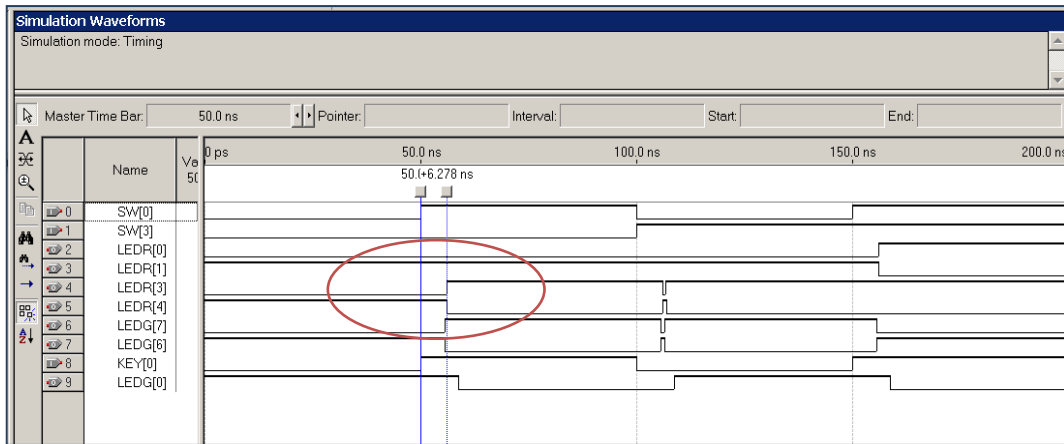 Simulation Waveforms
Simulation mode: Timing
Master Time Bar: 50.0 ns Pointer: Interval: Start: End:
A
Name Va 50
0 ps 50.0 ns 100.0 ns 150.0 ns 200.0 ns
50.(+6.278 ns
0 SW[0]
1 SW[3]
2 LEDR[0]
3 LEDR[1]
4 LEDR[3]
5 LEDR[4]
6 LEDG[7]
7 LEDG[6]
8 KEY[0]
9 LEDG[0]